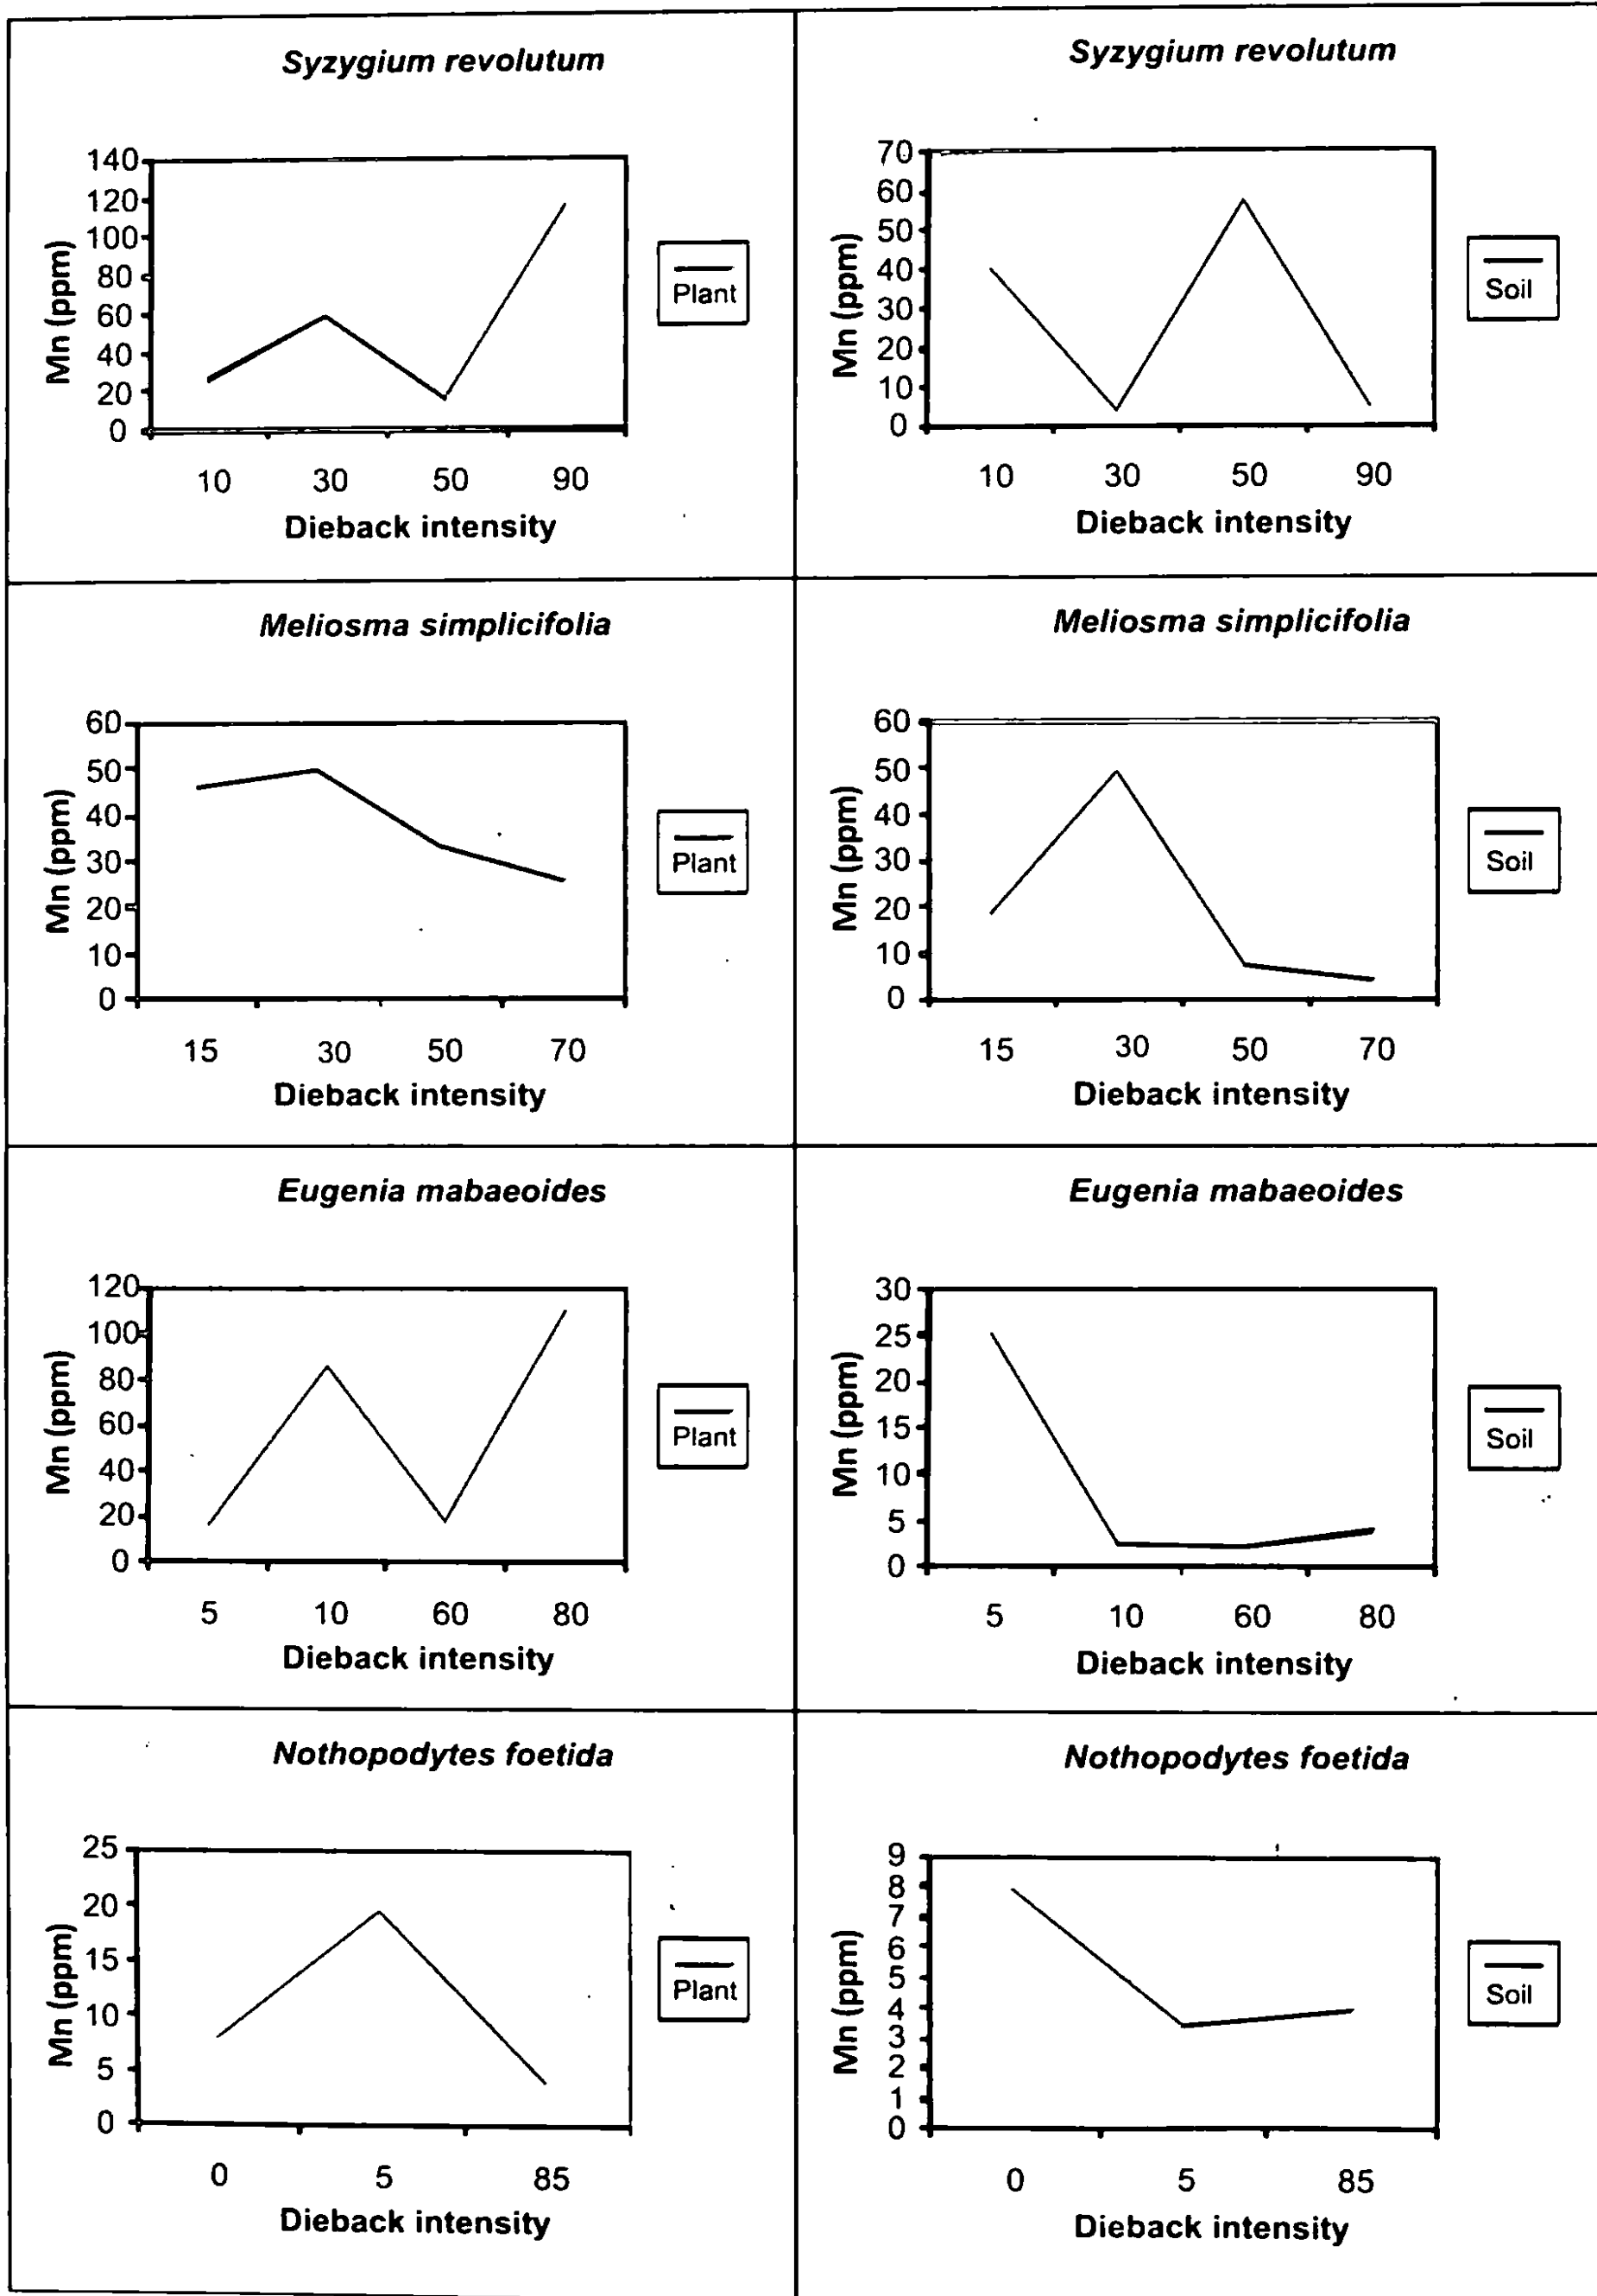 Syzygium revolutum
140
120
100
80
60
40
20
0
Mn (ppm)
10 30 50 90
Dieback intensity
Plant
Syzygium revolutum
70
60
50
40
30
20
10
0
Mn (ppm)
10 30 50 90
Dieback intensity
Soil
Meliosma simplicifolia
60
50
40
30
20
10
0
Mn (ppm)
15 30 50 70
Dieback intensity
Plant
Meliosma simplicifolia
60
50
40
30
20
10
0
Mn (ppm)
15 30 50 70
Dieback intensity
Soil
Eugenia mabaeoides
120
100
80
60
40
20
0
Mn (ppm)
5 10 60 80
Dieback intensity
Plant
Eugenia mabaeoides
30
25
20
15
10
5
0
Mn (ppm)
5 10 60 80
Dieback intensity
Soil
Nothopodytes foetida
25
20
15
10
5
0
Mn (ppm)
0 5 85
Dieback intensity
Plant
Nothopodytes foetida
9
8
7
6
5
4
3
2
1
0
Mn (ppm)
0 5 85
Dieback intensity
Soil